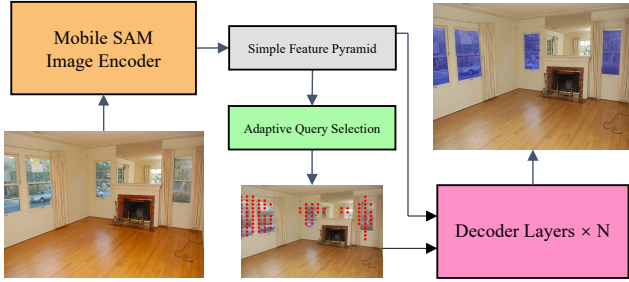 Mobile SAM
Image Encoder
Simple Feature Pyramid
Adaptive Query Selection
Decoder Layers × N